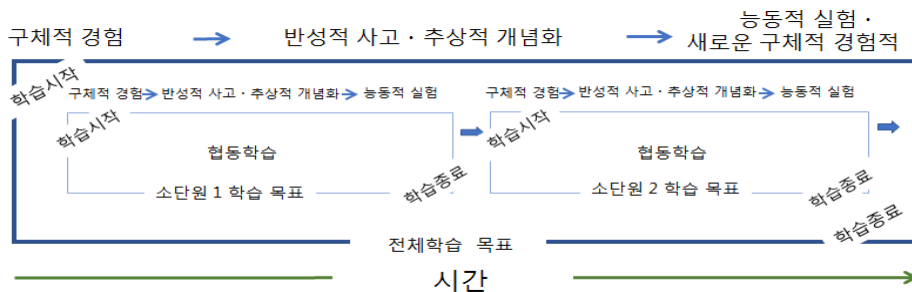 구체적 경험
반성적 사고 · 추상적 개념화
능동적 실험 ·
새로운 구체적 경험적
학습시작
구체적 경험 반성적 사고 · 추상적 개념화 능동적 실험
학습시작
협동학습
소단원 1 학습 목표
학습종료
구체적 경험 반성적 사고 · 추상적 개념화 능동적 실험
학습시작
협동학습
소단원 2 학습 목표
학습종료
학습종료
전체학습 목표
시간